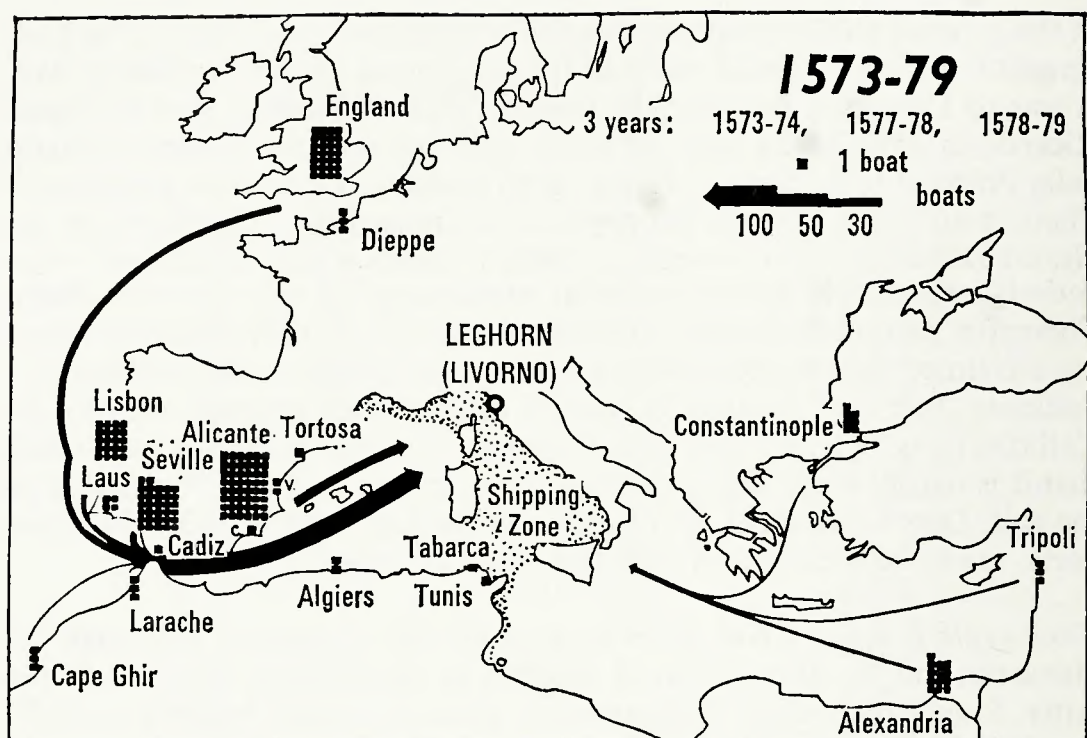 1573-79
3 years: 1573-74, 1577-78, 1578-79
1 boat
boats
100 50 30
England
Dieppe
LEGHORN
(LIVORNO)
Lisbon
Alicante
Tortosa
Seville
Laus
v.
c.
Cadiz
Constantinople
Shipping
Zone
Tabarca
Tripoli
Larache
Algiers
Tunis
Cape Ghir
Alexandria